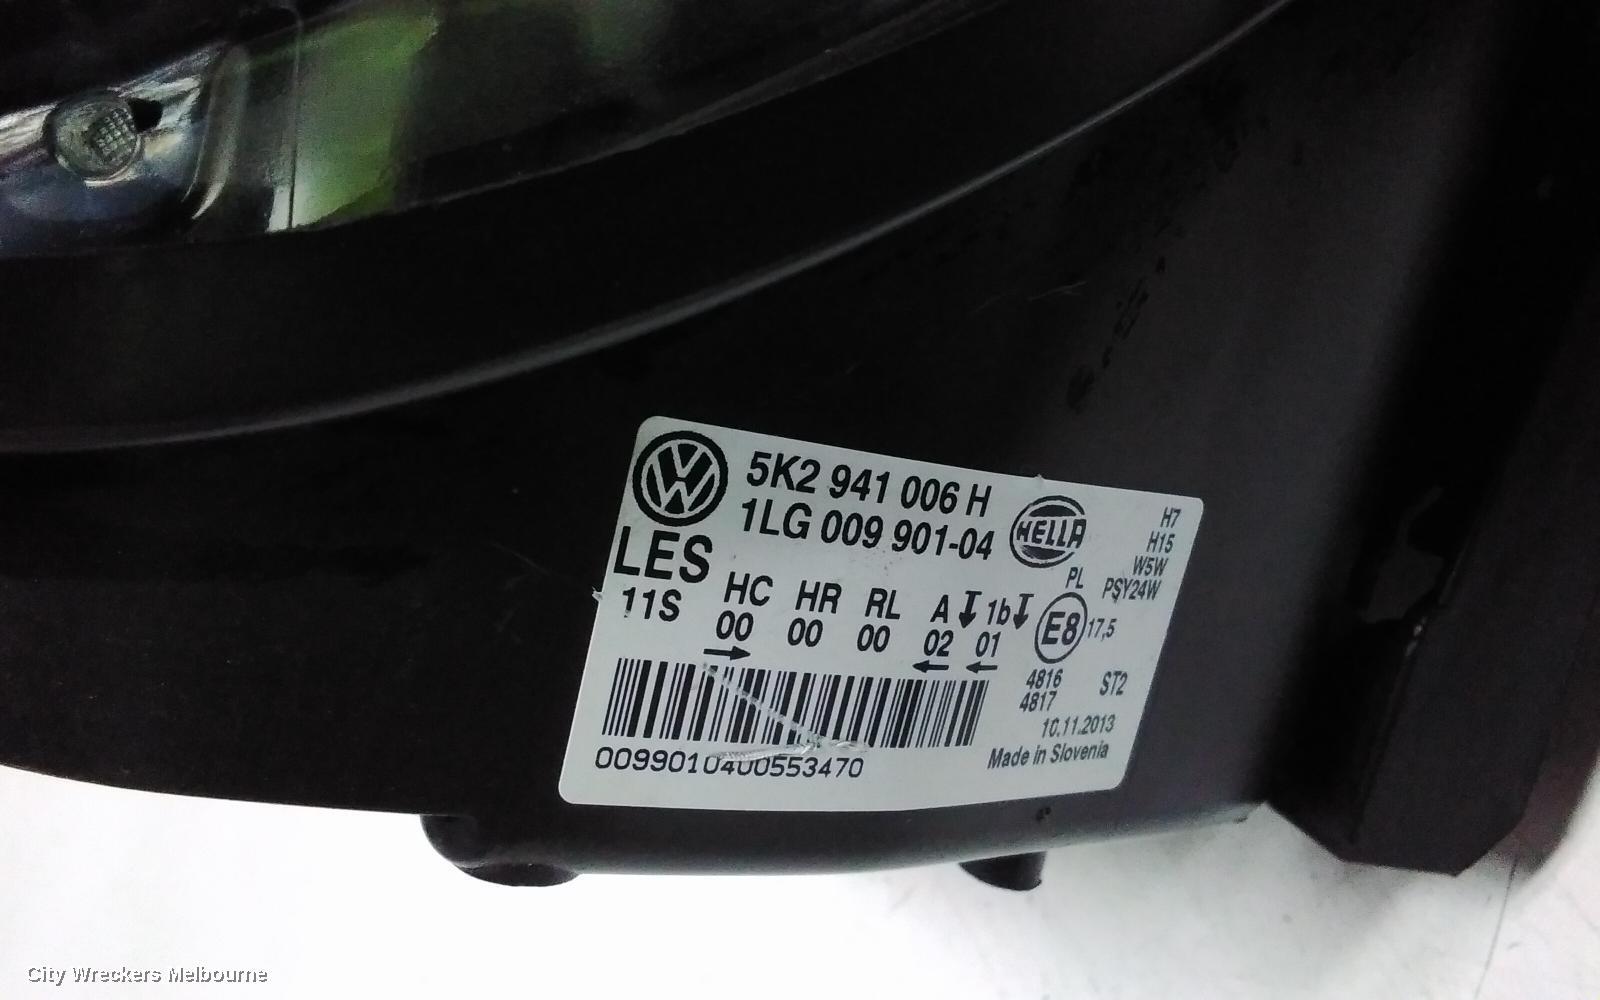 5K2 941 006 H
1LG 009 901-04
HELLA
H7
H15
W5W
PL PSY24W
LES
11S
HC HR RL A 1b
00 00 00 02 01
E8 17,5
4816
4817
ST2
10.11.2013
Made in Slovenia
0099010400553470
City Wreckers Melbourne